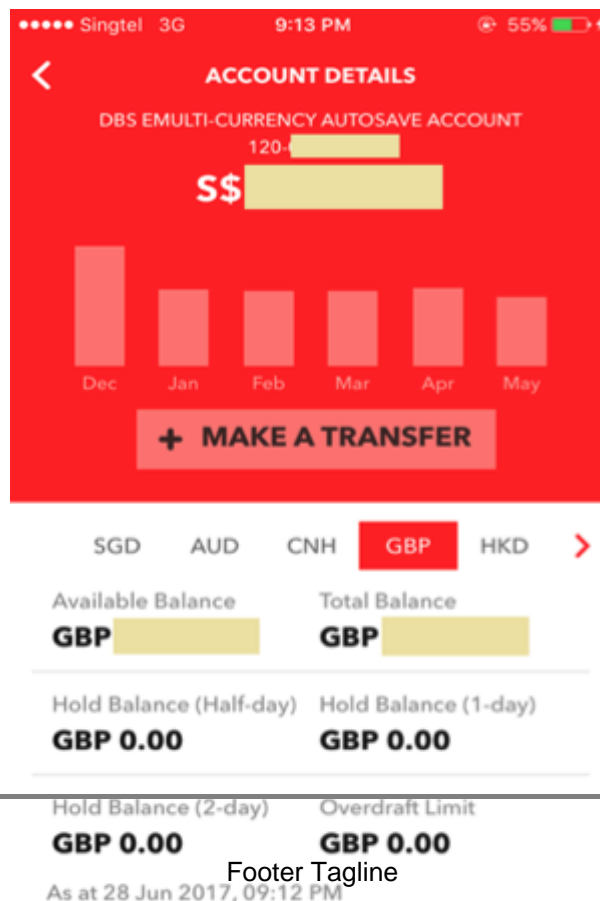 Singtel 3G 9:13 PM 55%
ACCOUNT DETAILS
DBS EMULTI-CURRENCY AUTOSAVE ACCOUNT
120-
S$
Dec Jan Feb Mar Apr May
+ MAKE A TRANSFER
SGD AUD CNH GBP HKD
Available Balance Total Balance
GBP GBP
Hold Balance (Half-day) Hold Balance (1-day)
GBP 0.00 GBP 0.00
Hold Balance (2-day) Overdraft Limit
GBP 0.00 GBP 0.00
Footer Tagline
As at 28 Jun 2017, 09:12 PM